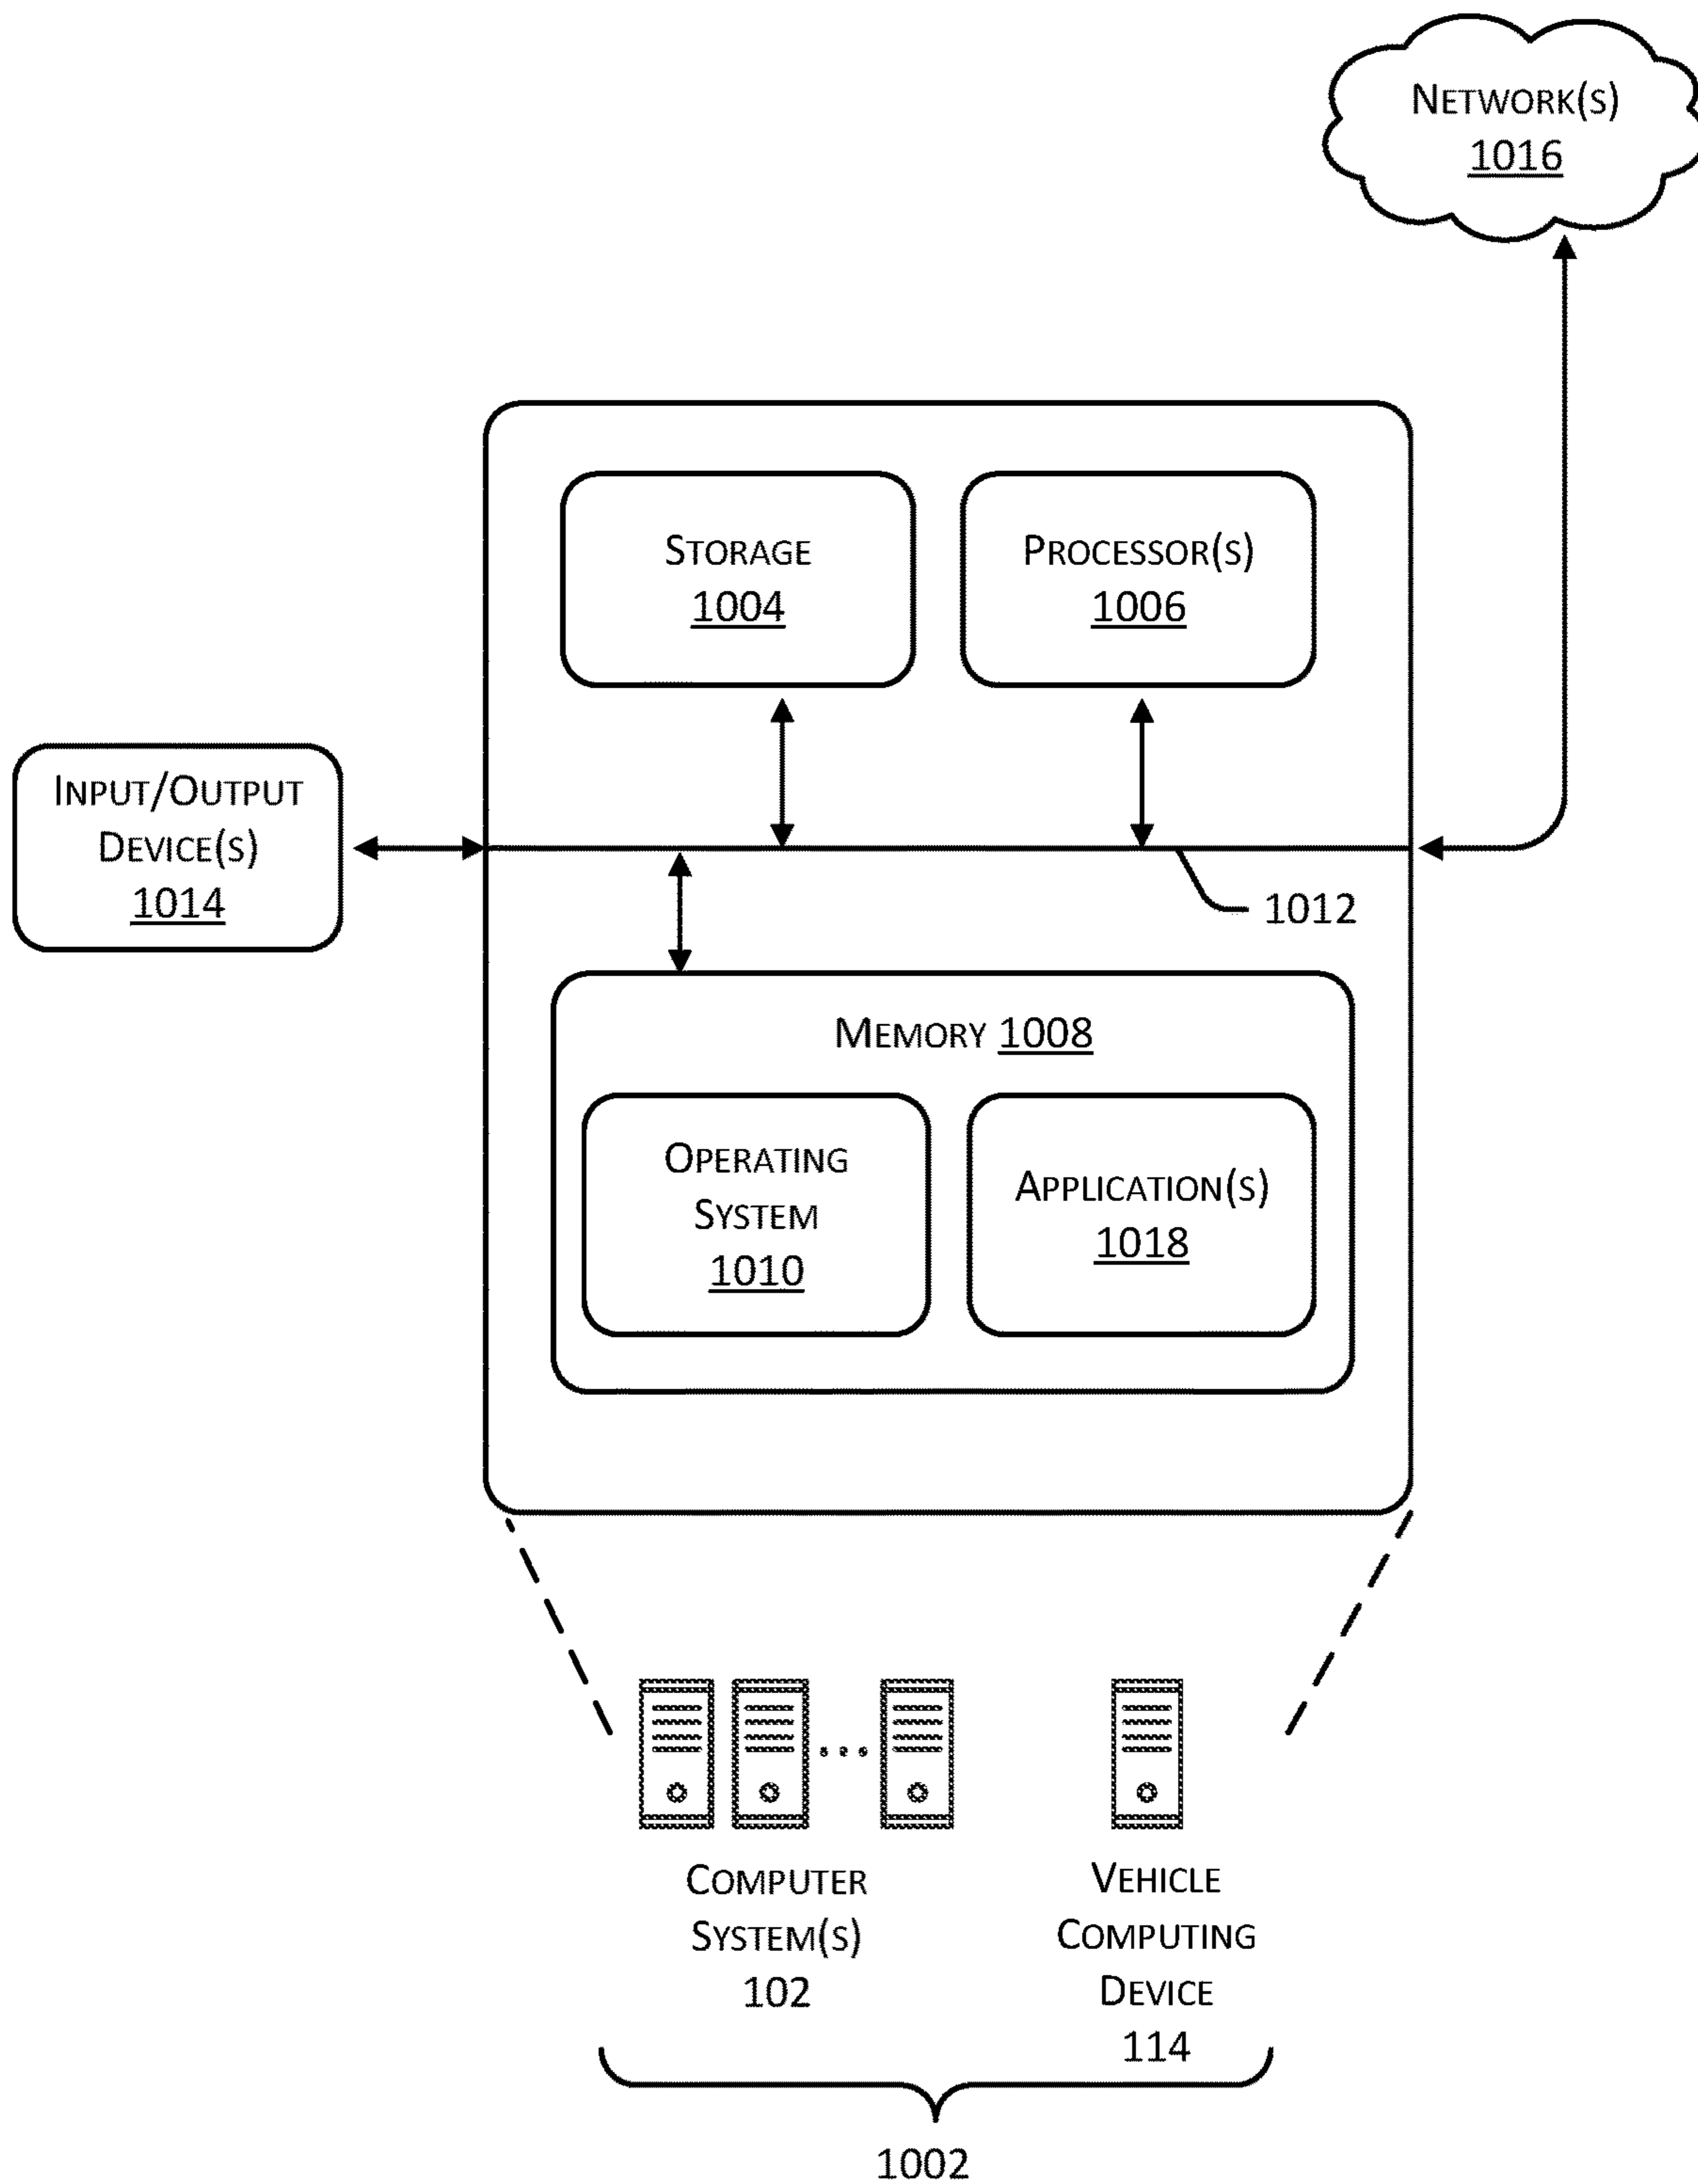 NETWORK(S)
1016
STORAGE
1004
PROCESSOR(S)
1006
INPUT/OUTPUT
DEVICE(S)
1014
1012
MEMORY 1008
OPERATING
SYSTEM
1010
APPLICATION(S)
1018
COMPUTER
SYSTEM(S)
102
VEHICLE
COMPUTING
DEVICE
114
1002